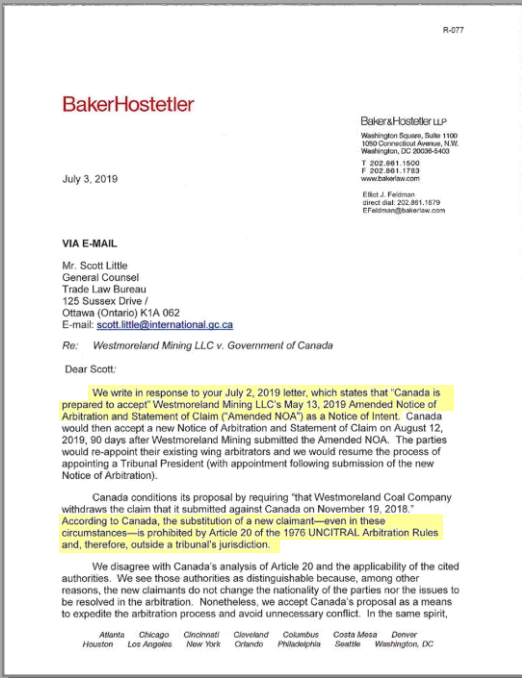 R-077
BakerHostetler
Baker&Hostetler LLP
Washington Square, Suite 1100
1050 Connecticut Avenue, N.W.
Washington, DC 20036-5403
T 202.861.1500
F 202.861.1783
www.bakerlaw.com
Elliot J. Feldman
direct dial: 202.861.1679
EFeldman@bakerlaw.com
July 3, 2019
VIA E-MAIL
Mr. Scott Little
General Counsel
Trade Law Bureau
125 Sussex Drive /
Ottawa (Ontario) K1A 062
E-mail: scott.little@international.gc.ca
Re: Westmoreland Mining LLC v. Government of Canada
Dear Scott:
We write in response to your July 2, 2019 letter, which states that "Canada is
prepared to accept" Westmoreland Mining LLC's May 13, 2019 Amended Notice of
Arbitration and Statement of Claim ("Amended NOA") as a Notice of Intent. Canada
would then accept a new Notice of Arbitration and Statement of Claim on August 12,
2019, 90 days after Westmoreland Mining submitted the Amended NOA. The parties
would re-appoint their existing wing arbitrators and we would resume the process of
appointing a Tribunal President (with appointment following submission of the new
Notice of Arbitration).
Canada conditions its proposal by requiring "that Westmoreland Coal Company
withdraws the claim that it submitted against Canada on November 19, 2018."
According to Canada, the substitution of a new claimant—even in these
circumstances—is prohibited by Article 20 of the 1976 UNCITRAL Arbitration Rules
and, therefore, outside a tribunal's jurisdiction.
We disagree with Canada's analysis of Article 20 and the applicability of the cited
authorities. We see those authorities as distinguishable because, among other
reasons, the new claimants do not change the nationality of the parties nor the issues to
be resolved in the arbitration. Nonetheless, we accept Canada's proposal as a means
to expedite the arbitration process and avoid unnecessary conflict. In the same spirit,
Atlanta Chicago Cincinnati Cleveland Columbus Costa Mesa Denver
Houston Los Angeles New York Orlando Philadelphia Seattle Washington, DC